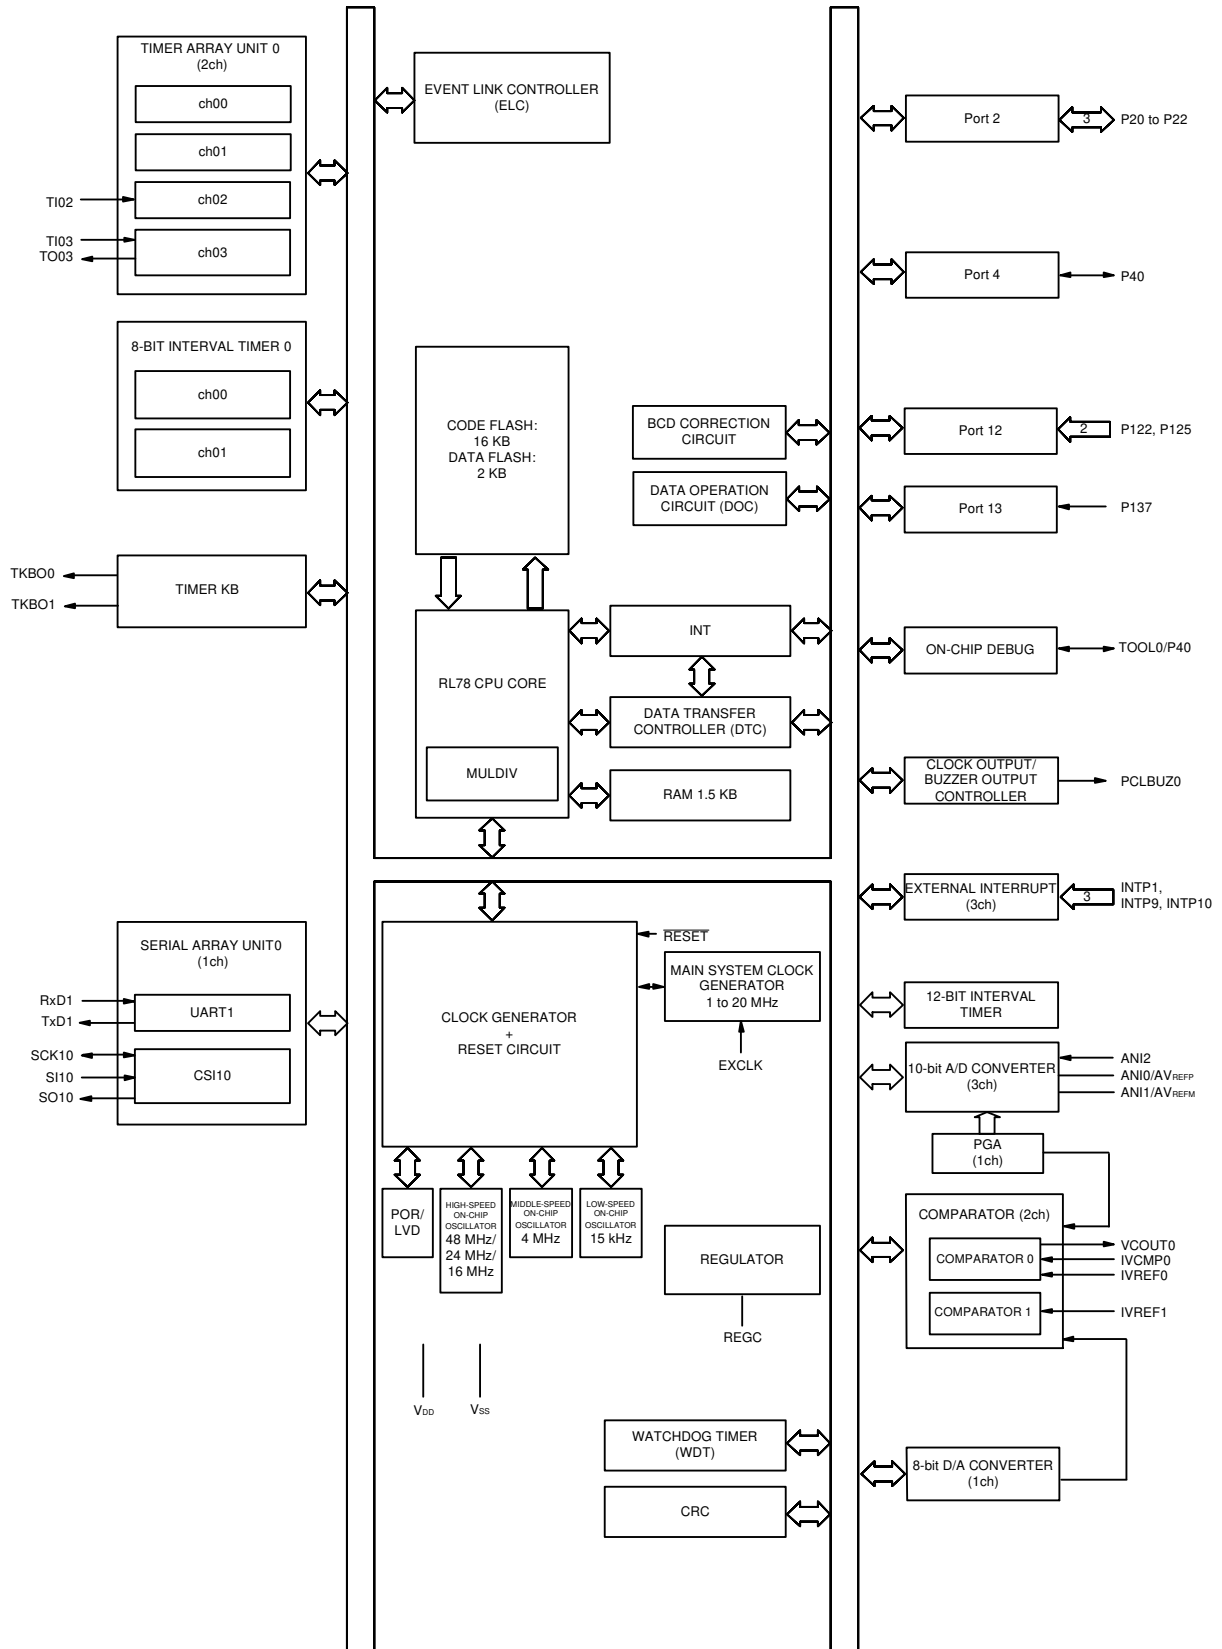 TIMER ARRAY UNIT 0
(2ch)
ch00
ch01
TI02
ch02
TI03
TO03
ch03
8-BIT INTERVAL TIMER 0
ch00
ch01
TKBO0
TKBO1
TIMER KB
SERIAL ARRAY UNIT0
(1ch)
RxD1
TxD1
UART1
SCK10
SI10
SO10
CSI10
EVENT LINK CONTROLLER
(ELC)
CODE FLASH:
16 KB
DATA FLASH:
2 KB
BCD CORRECTION
CIRCUIT
DATA OPERATION
CIRCUIT (DOC)
RL78 CPU CORE
MULDIV
INT
DATA TRANSFER
CONTROLLER (DTC)
RAM 1.5 KB
CLOCK GENERATOR
+
RESET CIRCUIT
RESET
MAIN SYSTEM CLOCK
GENERATOR
1 to 20 MHz
EXCLK
POR/
LVD
HIGH-SPEED
ON-CHIP
OSCILLATOR
48 MHz/
24 MHz/
16 MHz
MIDDLE-SPEED
ON-CHIP
OSCILLATOR
4 MHz
LOW-SPEED
ON-CHIP
OSCILLATOR
15 kHz
REGULATOR
REGC
VDD
VSS
WATCHDOG TIMER
(WDT)
CRC
Port 2
3
P20 to P22
Port 4
P40
Port 12
2
P122, P125
Port 13
P137
ON-CHIP DEBUG
TOOL0/P40
CLOCK OUTPUT/
BUZZER OUTPUT
CONTROLLER
PCLBUZ0
EXTERNAL INTERRUPT
(3ch)
3
INTP1,
INTP9, INTP10
12-BIT INTERVAL
TIMER
10-bit A/D CONVERTER
(3ch)
ANI2
ANI0/AVREFP
ANI1/AVREFM
PGA
(1ch)
COMPARATOR (2ch)
COMPARATOR 0
VCOUT0
IVCMP0
IVREF0
COMPARATOR 1
IVREF1
8-bit D/A CONVERTER
(1ch)